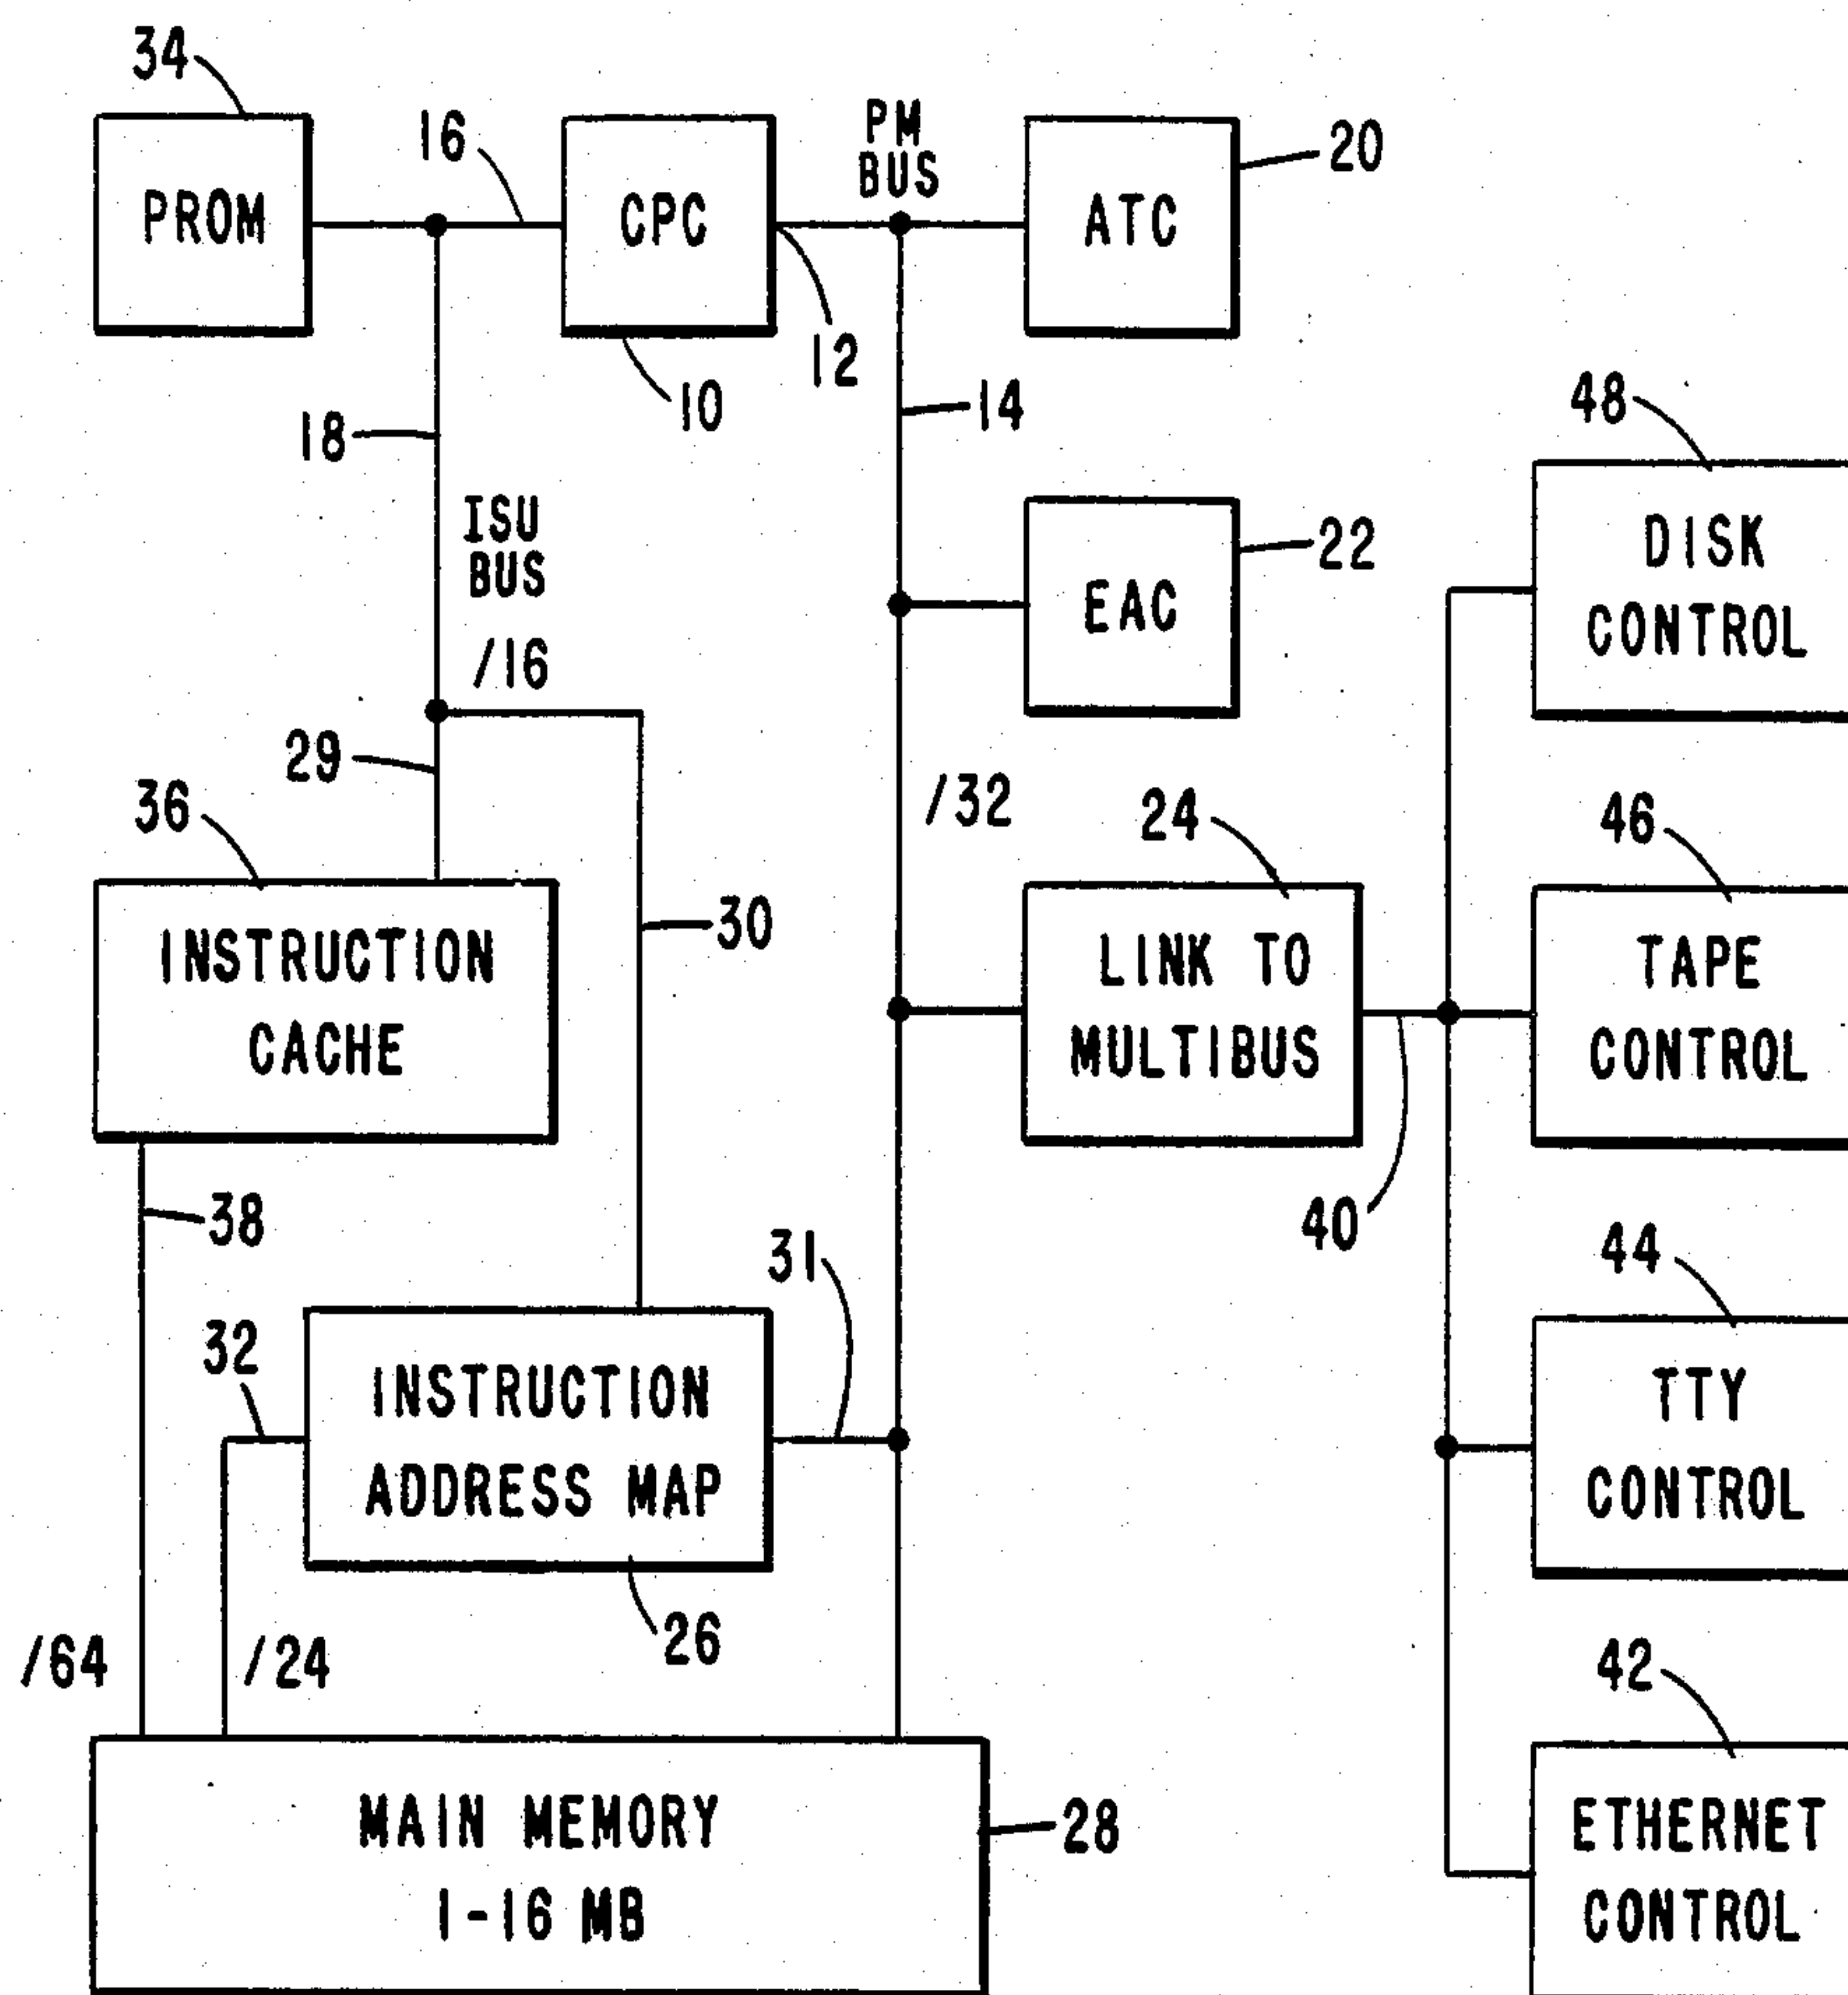 34
PROM
16
CPC
PM
BUS
ATC
20
12
10
14
18
ISU
BUS
/16
EAC
22
48
DISK
CONTROL
29
36
/32
24
46
INSTRUCTION
CACHE
30
LINK TO
MULTIBUS
TAPE
CONTROL
38
40
31
44
32
INSTRUCTION
ADDRESS MAP
TTY
CONTROL
/64
/24
26
42
MAIN MEMORY
1-16 MB
28
ETHERNET
CONTROL